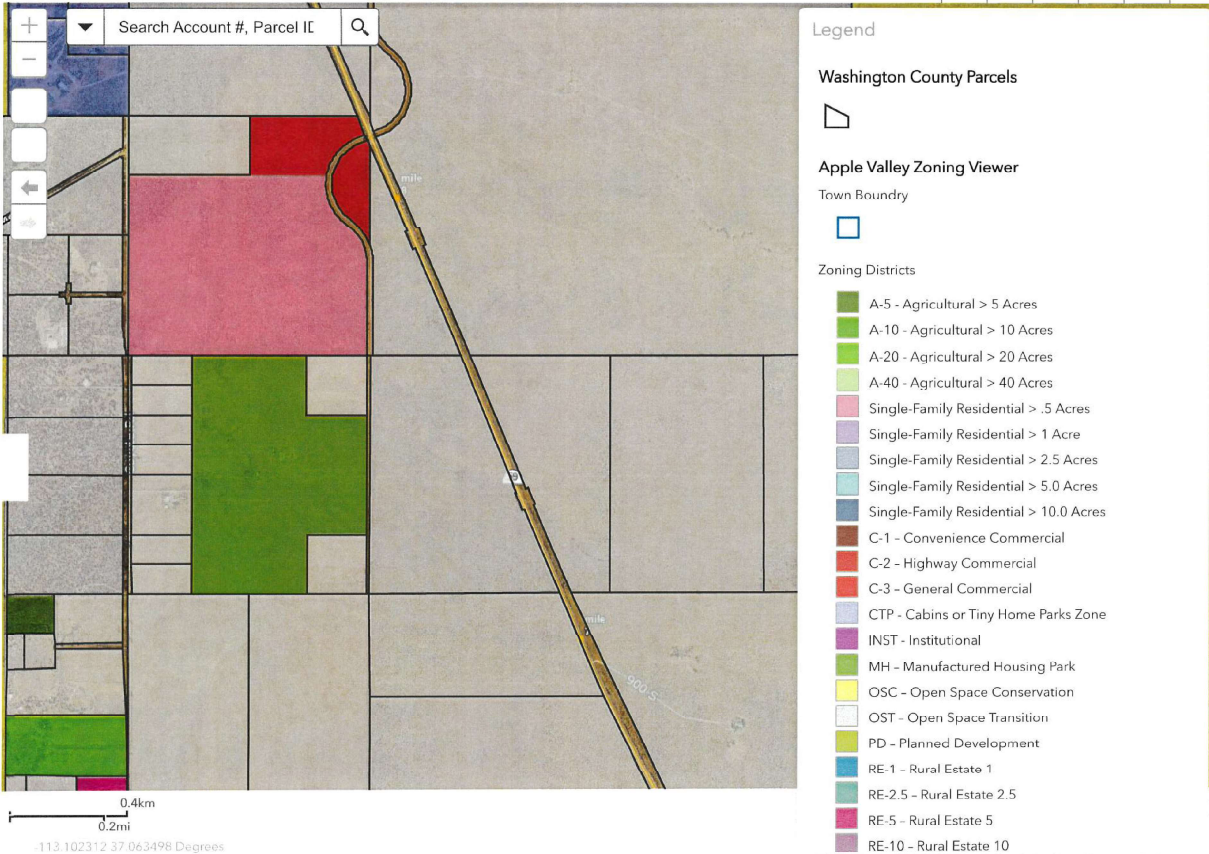 +
Search Account #, Parcel ID
−
mile
0
9
mile
900 S
0.4km
0.2mi
-113.102312 37.063498 Degrees
Legend
Washington County Parcels
Apple Valley Zoning Viewer
Town Boundry
Zoning Districts
A-5 - Agricultural > 5 Acres
A-10 - Agricultural > 10 Acres
A-20 - Agricultural > 20 Acres
A-40 - Agricultural > 40 Acres
Single-Family Residential > .5 Acres
Single-Family Residential > 1 Acre
Single-Family Residential > 2.5 Acres
Single-Family Residential > 5.0 Acres
Single-Family Residential > 10.0 Acres
C-1 – Convenience Commercial
C-2 – Highway Commercial
C-3 – General Commercial
CTP - Cabins or Tiny Home Parks Zone
INST - Institutional
MH – Manufactured Housing Park
OSC – Open Space Conservation
OST – Open Space Transition
PD – Planned Development
RE-1 – Rural Estate 1
RE-2.5 – Rural Estate 2.5
RE-5 – Rural Estate 5
RE-10 – Rural Estate 10